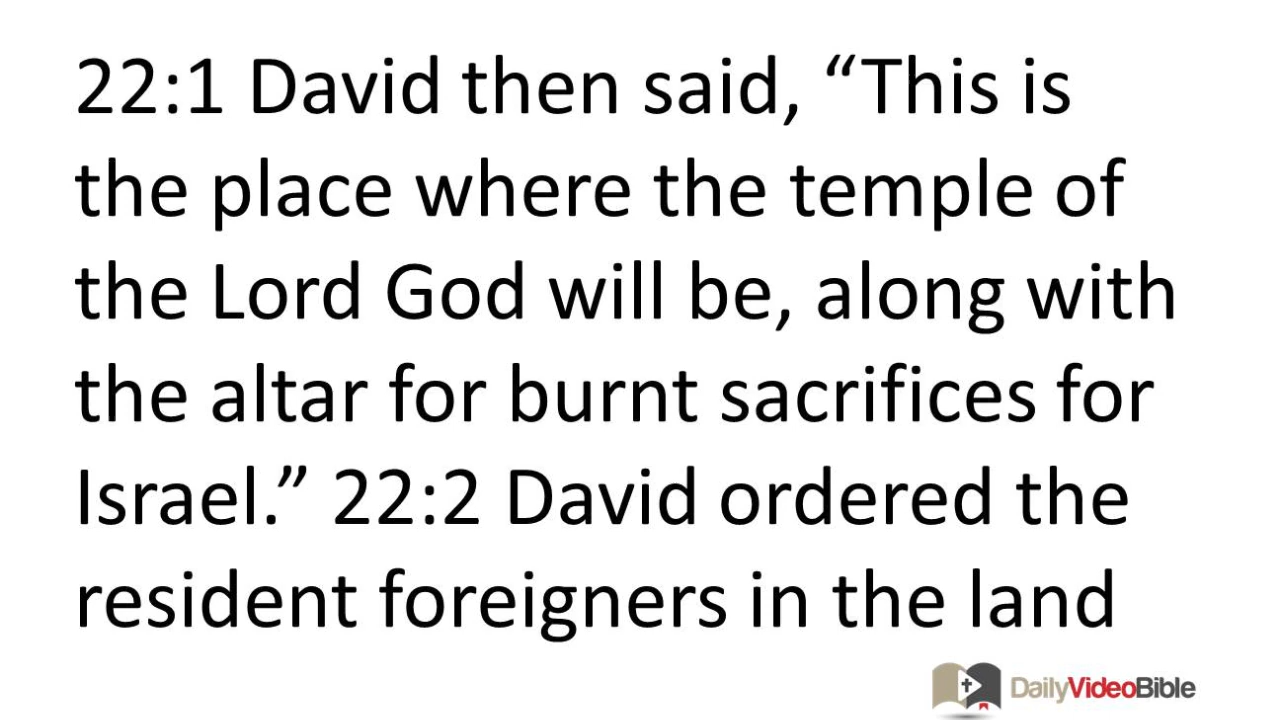 22:1 David then said, “This is
the place where the temple of
the Lord God will be, along with
the altar for burnt sacrifices for
Israel.” 22:2 David ordered the
resident foreigners in the land
DailyVideoBible